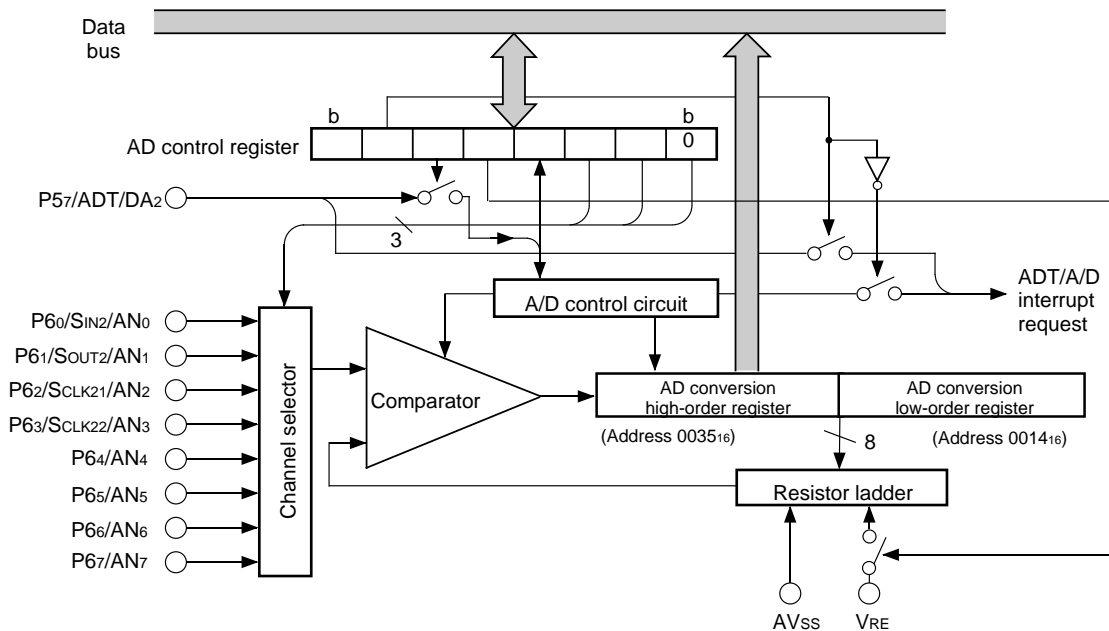 Data
bus
b b
0
AD control register
P57/ADT/DA2
3
A/D control circuit
ADT/A/D
interrupt
request
P60/SIN2/AN0
P61/SOUT2/AN1
P62/SCLK21/AN2
P63/SCLK22/AN3
P64/AN4
P65/AN5
P66/AN6
P67/AN7
Channel selector
Comparator
AD conversion
high-order register
AD conversion
low-order register
(Address 003516)
8
(Address 001416)
Resistor ladder
AVSS
VRE